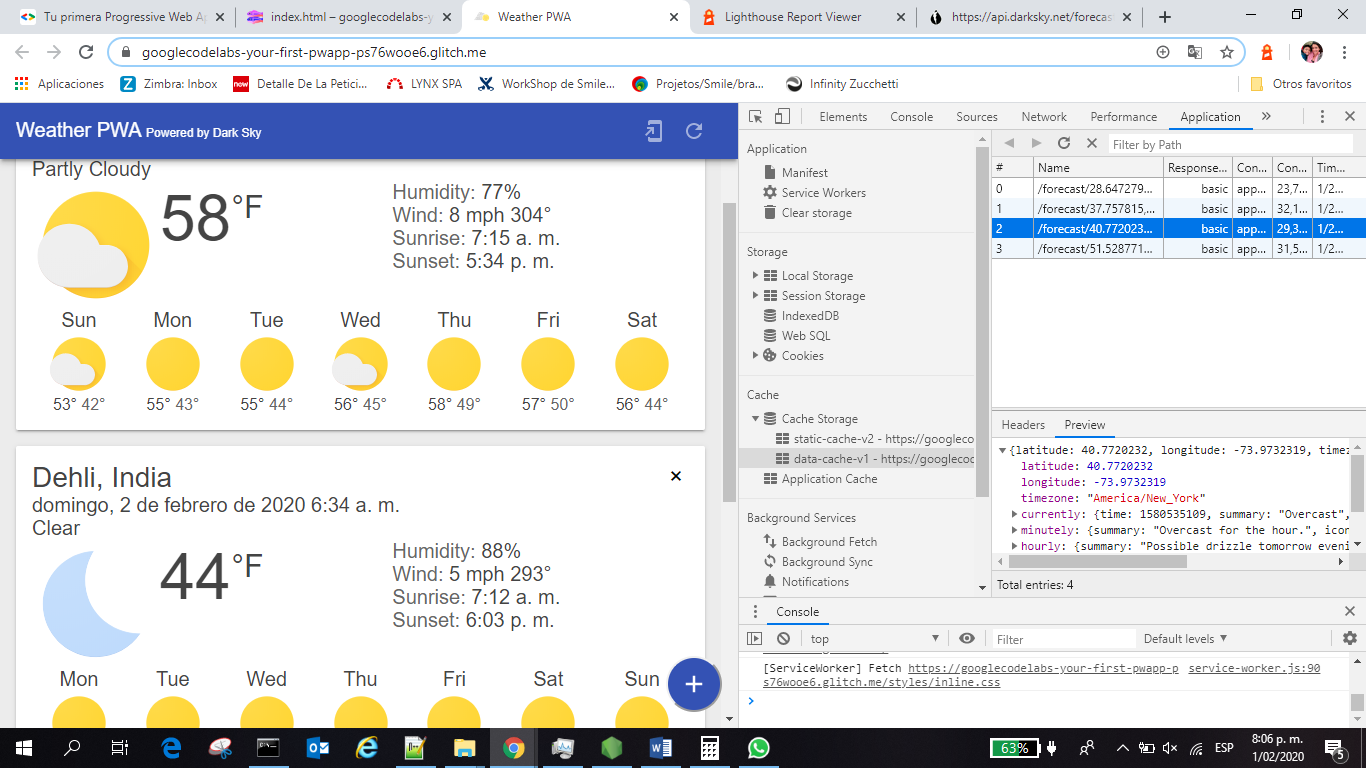 Tu primera Progressive Web Ap
index.html – googlecodelabs-y
Weather PWA
Lighthouse Report Viewer
https://api.darksky.net/forecas
googlecodelabs-your-first-pwapp-ps76wooe6.glitch.me
Aplicaciones
Zimbra: Inbox
now
Detalle De La Petici...
LYNX SPA
WorkShop de Smile...
Projetos/Smile/bra...
Infinity Zucchetti
Otros favoritos
Weather PWA Powered by Dark Sky
Partly Cloudy
58°F
Humidity: 77%
Wind: 8 mph 304°
Sunrise: 7:15 a. m.
Sunset: 5:34 p. m.
Sun Mon Tue Wed Thu Fri Sat
53° 42° 55° 43° 55° 44° 56° 45° 58° 49° 57° 50° 56° 44°
Dehli, India
domingo, 2 de febrero de 2020 6:34 a. m.
Clear
44°F
Humidity: 88%
Wind: 5 mph 293°
Sunrise: 7:12 a. m.
Sunset: 6:03 p. m.
Mon Tue Wed Thu Fri Sat Sun
Elements Console Sources Network Performance Application
Application
Manifest
Service Workers
Clear storage
Storage
Local Storage
Session Storage
IndexedDB
Web SQL
Cookies
Cache
Cache Storage
static-cache-v2 - https://googleco
data-cache-v1 - https://googlecod
Application Cache
Background Services
Background Fetch
Background Sync
Notifications
Filter by Path
# Name Response... Con... Con... Tim...
0 /forecast/28.647279... basic app... 23,7... 1/2...
1 /forecast/37.757815,... basic app... 32,1... 1/2...
2 /forecast/40.772023... basic app... 29,3... 1/2...
3 /forecast/51.528771... basic app... 31,5... 1/2...
Headers Preview
{latitude: 40.7720232, longitude: -73.9732319, timez
latitude: 40.7720232
longitude: -73.9732319
timezone: "America/New_York"
currently: {time: 1580535109, summary: "Overcast",
minutely: {summary: "Overcast for the hour.", icon
hourly: {summary: "Possible drizzle tomorrow eveni
Total entries: 4
Console
top
Filter
Default levels
[ServiceWorker] Fetch https://googlecodelabs-your-first-pwapp-p service-worker.js:90
s76wooe6.glitch.me/styles/inline.css
63%
ESP
8:06 p. m.
1/02/2020
5